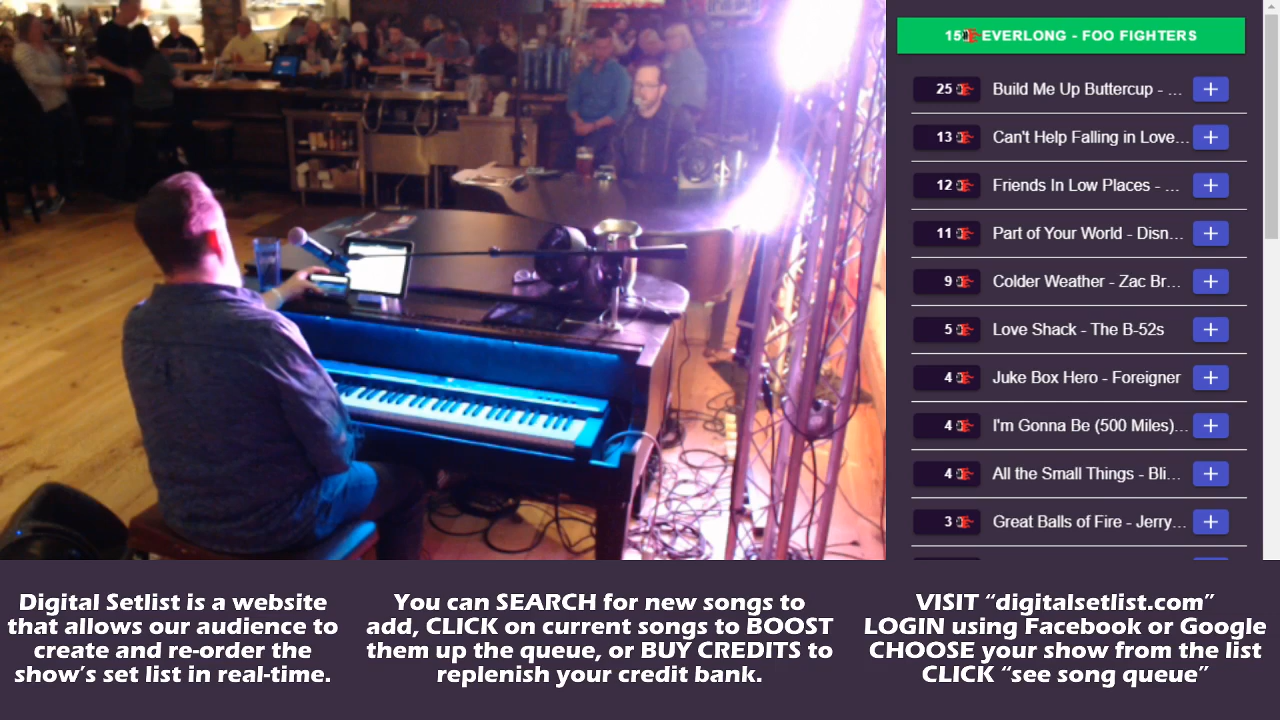 15 EVERLONG - FOO FIGHTERS
25 Build Me Up Buttercup - ...
13 Can't Help Falling in Love...
12 Friends In Low Places - ...
11 Part of Your World - Disn...
9 Colder Weather - Zac Br...
5 Love Shack - The B-52s
4 Juke Box Hero - Foreigner
4 I'm Gonna Be (500 Miles)...
4 All the Small Things - Bli...
3 Great Balls of Fire - Jerry...
Digital Setlist is a website
that allows our audience to
create and re-order the
show's set list in real-time.
You can SEARCH for new songs to
add, CLICK on current songs to BOOST
them up the queue, or BUY CREDITS to
replenish your credit bank.
VISIT “digitalsetlist.com”
LOGIN using Facebook or Google
CHOOSE your show from the list
CLICK “see song queue”